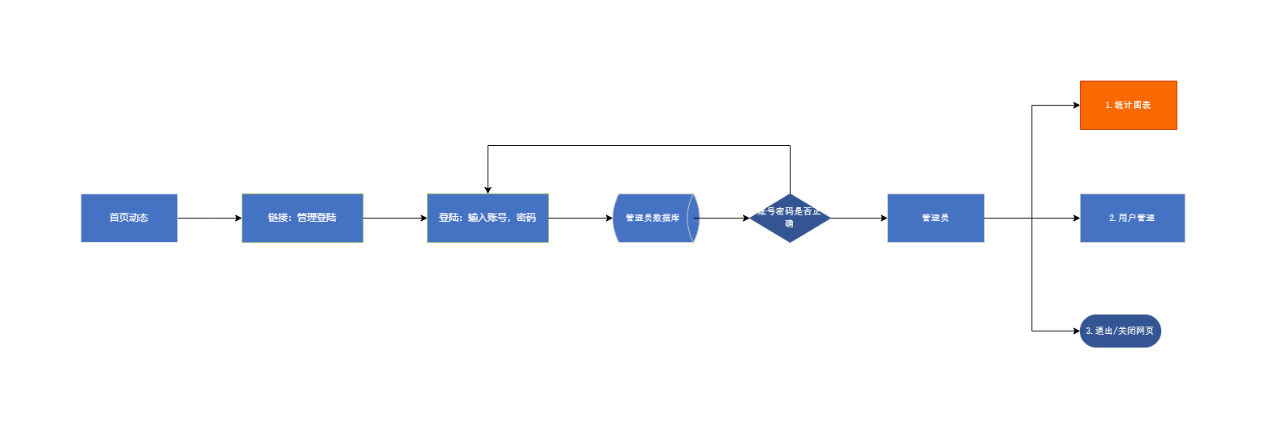 首页动态
链接：管理登陆
登陆：输入账号，密码
管理员数据库
账号密码是否正
确
管理员
1.统计图表
2.用户管理
3.退出/关闭网页